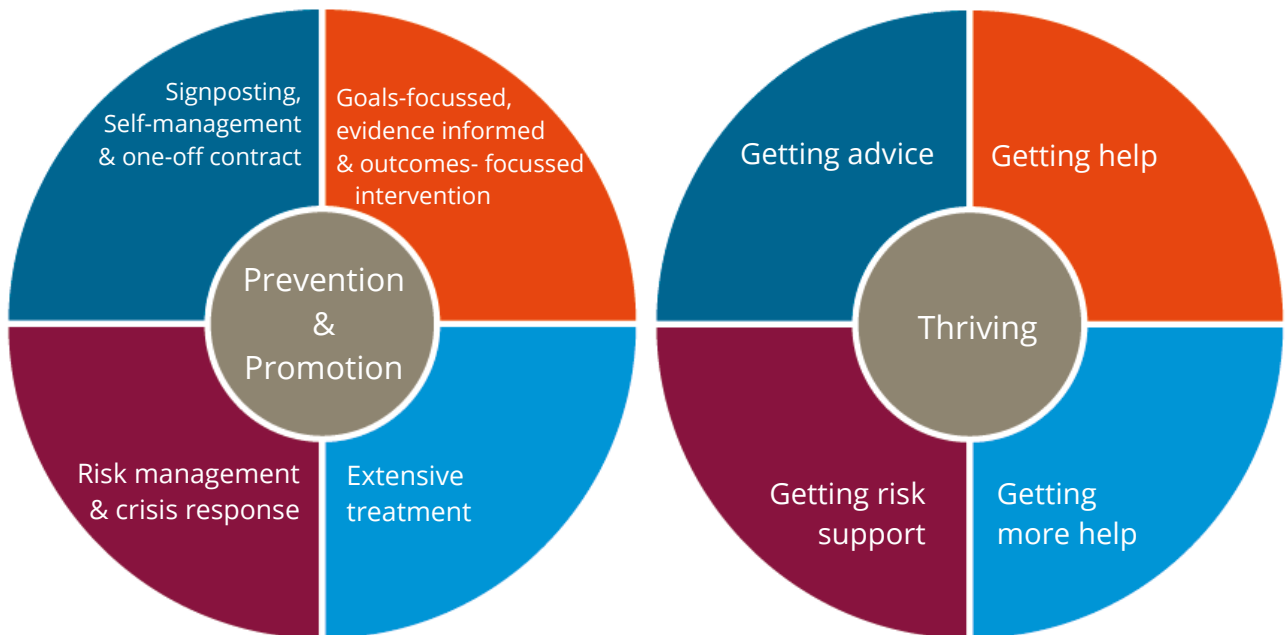 Signposting,
Self-management
& one-off contract
Goals-focussed,
evidence informed
& outcomes- focussed
intervention
Prevention
&
Promotion
Risk management
& crisis response
Extensive
treatment
Getting advice
Getting help
Thriving
Getting risk
support
Getting
more help